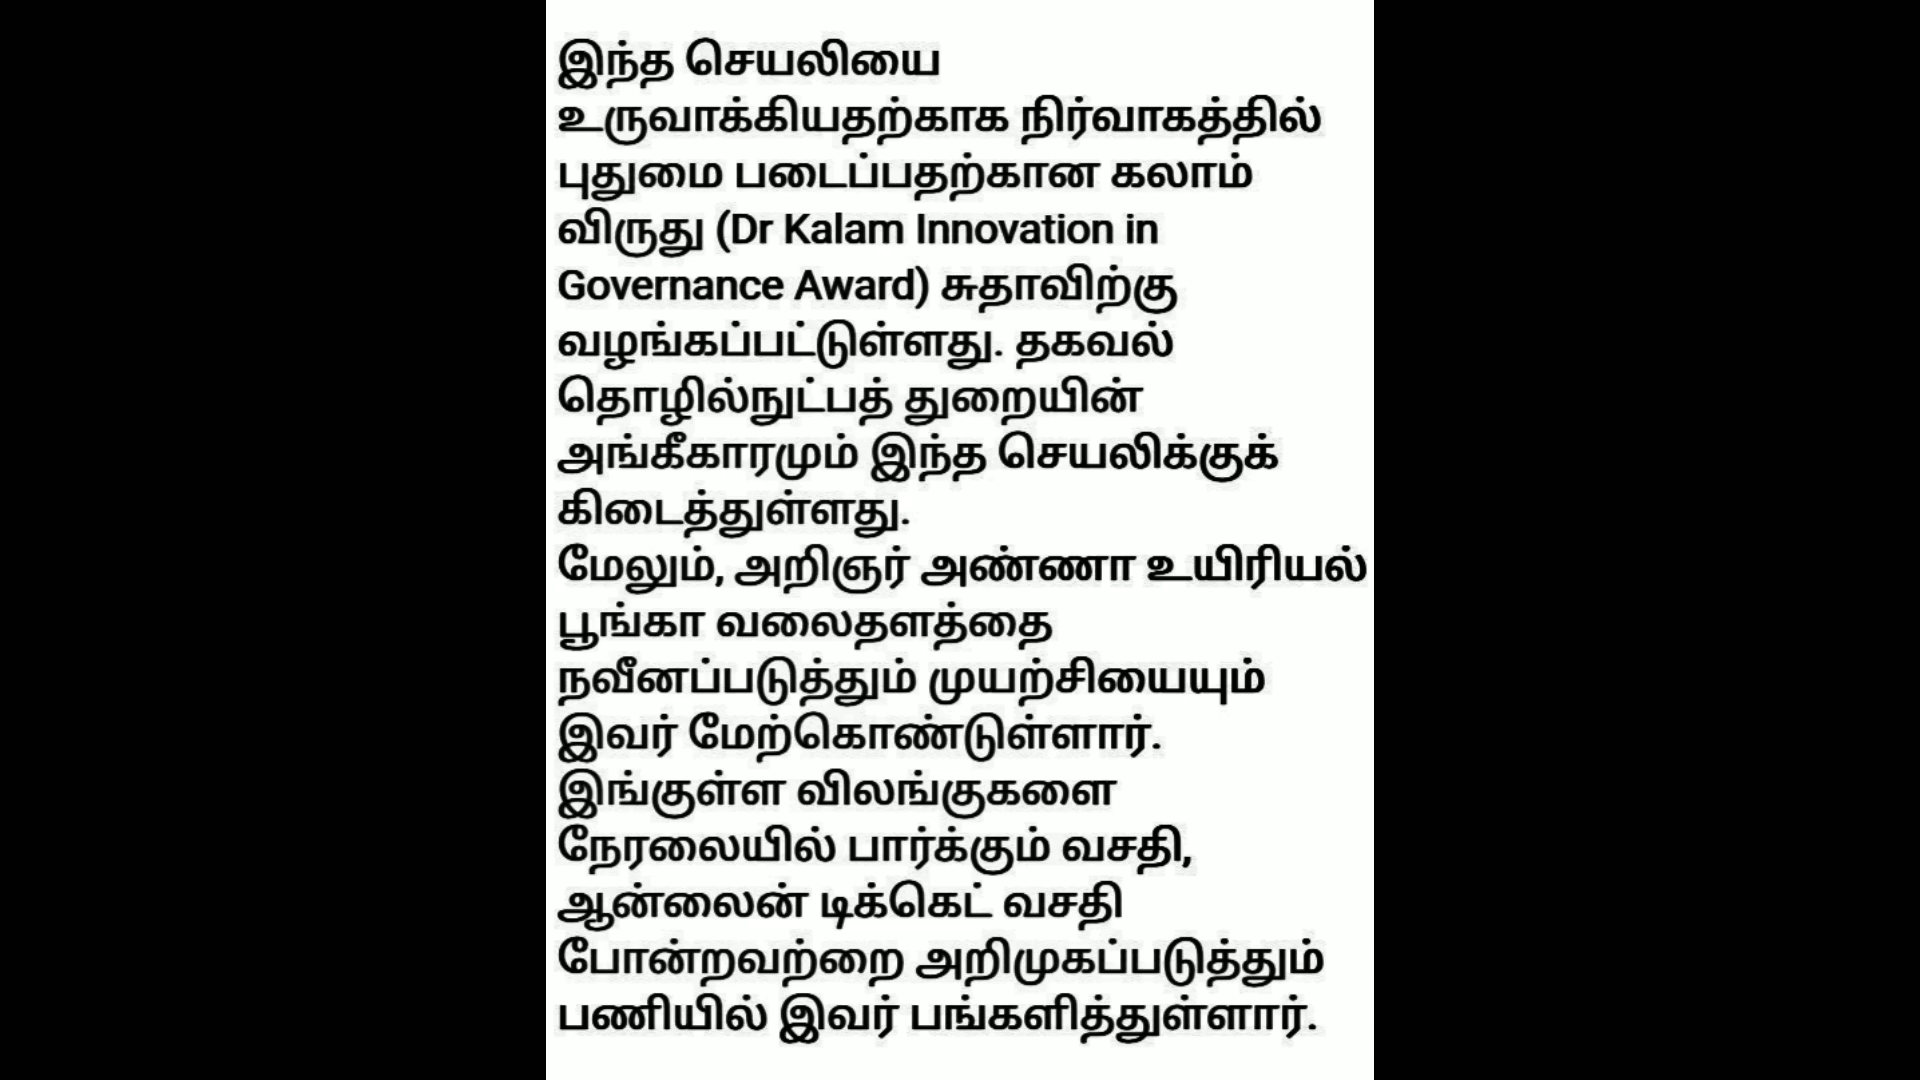 இந்த செயலியை
உருவாக்கியதற்காக நிர்வாகத்தில்
புதுமை படைப்பதற்கான கலாம்
விருது (Dr Kalam Innovation in
Governance Award) சுதாவிற்கு
வழங்கப்பட்டுள்ளது. தகவல்
தொழில்நுட்பத் துறையின்
அங்கீகாரமும் இந்த செயலிக்குக்
கிடைத்துள்ளது.
மேலும், அறிஞர் அண்ணா உயிரியல்
பூங்கா வலைதளத்தை
நவீனப்படுத்தும் முயற்சியையும்
இவர் மேற்கொண்டுள்ளார்.
இங்குள்ள விலங்குகளை
நேரலையில் பார்க்கும் வசதி,
ஆன்லைன் டிக்கெட் வசதி
போன்றவற்றை அறிமுகப்படுத்தும்
பணியில் இவர் பங்களித்துள்ளார்.